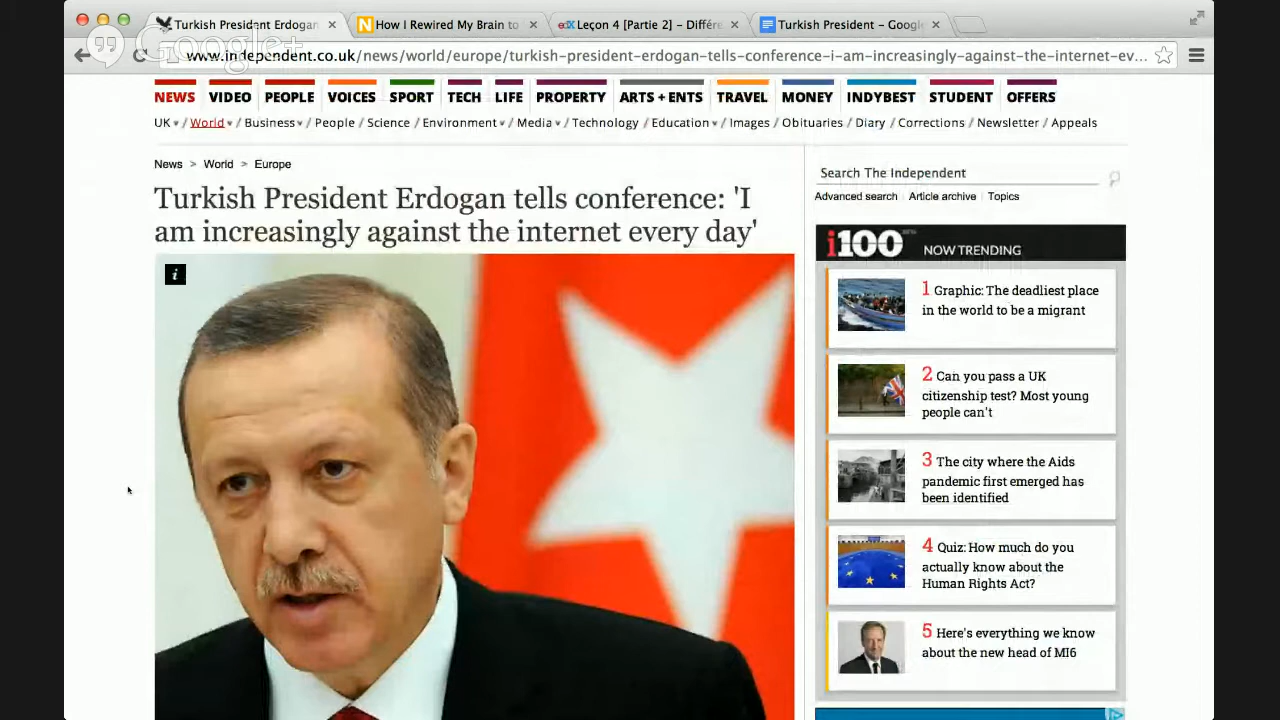 Turkish President Erdogan
How I Rewired My Brain to
edX Leçon 4 [Partie 2] – Différe
Turkish President – Google
Google+
www.independent.co.uk/news/world/europe/turkish-president-erdogan-tells-conference-i-am-increasingly-against-the-internet-ev...
NEWS VIDEO PEOPLE VOICES SPORT TECH LIFE PROPERTY ARTS + ENTS TRAVEL MONEY INDYBEST STUDENT OFFERS
UK / World / Business / People / Science / Environment / Media / Technology / Education / Images / Obituaries / Diary / Corrections / Newsletter / Appeals
News > World > Europe
Turkish President Erdogan tells conference: 'I
am increasingly against the internet every day'
i
Search The Independent
Advanced search Article archive Topics
i100 NOW TRENDING
1 Graphic: The deadliest place
in the world to be a migrant
2 Can you pass a UK
citizenship test? Most young
people can't
3 The city where the Aids
pandemic first emerged has
been identified
4 Quiz: How much do you
actually know about the
Human Rights Act?
5 Here's everything we know
about the new head of MI6